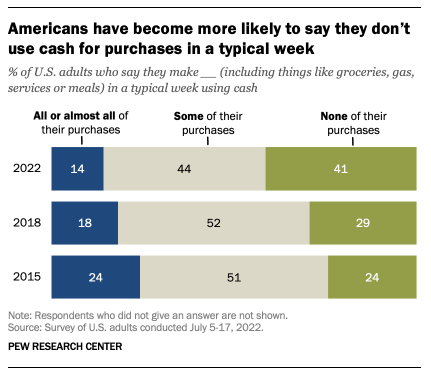 Americans have become more likely to say they don't
use cash for purchases in a typical week
% of U.S. adults who say they make __ (including things like groceries, gas,
services or meals) in a typical week using cash
All or almost all of
their purchases
Some of their
purchases
None of their
purchases
2022 14 44 41
2018 18 52 29
2015 24 51 24
Note: Respondents who did not give an answer are not shown.
Source: Survey of U.S. adults conducted July 5-17, 2022.
PEW RESEARCH CENTER